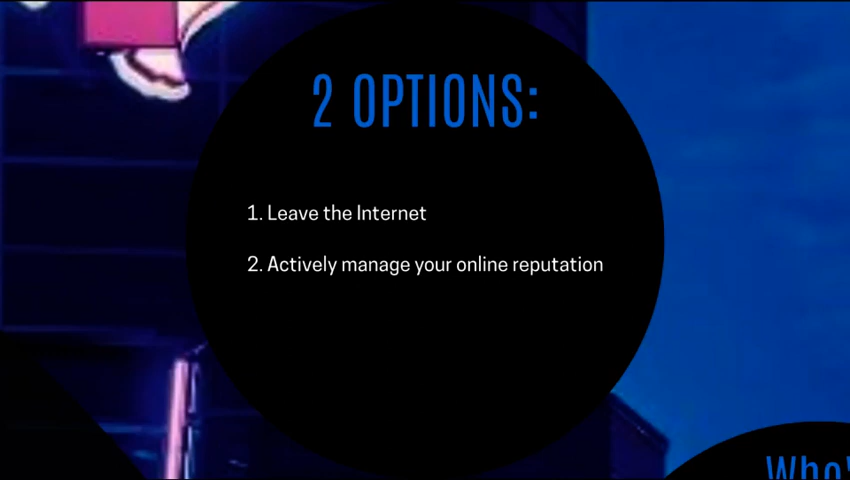 2 OPTIONS:
1. Leave the Internet
2. Actively manage your online reputation